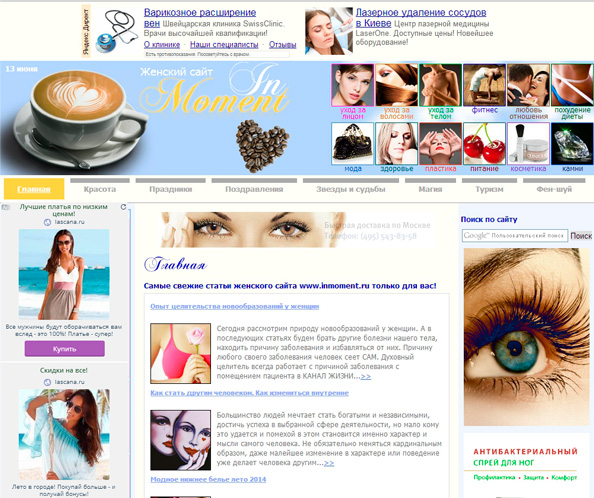 Яндекс Директ
Варикозное расширение
вен Швейцарская клиника SwissClinic.
Врачи высочайшей квалификации!
О клинике · Наши специалисты · Отзывы
Есть противопоказания. Посоветуйтесь с врачом.
Лазерное удаление сосудов
в Киеве Центр лазерной медицины
LaserOne. Доступные цены! Новейшее
оборудование!
13 июня
Женский сайт
In
Moment
уход за лицом
уход за волосами
уход за телом
фитнес
любовь отношения
похудение диеты
мода
здоровье
пластика
питание
косметика
камни
Главная
Красота
Праздники
Поздравления
Звезды и судьбы
Магия
Туризм
Фен-шуй
Лучшие платья по низким
ценам!
lascana.ru
Все мужчины будут оборачиваться вам
вслед - это 100%! Платье - супер!
Купить
Скидки на все!
lascana.ru
Лето в городе! Покупай больше - и
получай бонусы!
Быстрая доставка по Москве
Телефон: (495) 543-83-58
Главная
Самые свежие статьи женского сайта www.inmoment.ru только для вас!
Опыт целительства новообразований у женщин
Сегодня рассмотрим природу новообразований у женщин. А в
последующих статьях будем брать другие болезни нашего тела,
находить причину заболевания и избавляться от них. Причину
любого своего заболевания человек сеет САМ. Духовный
целитель всегда работает с причиной заболевания с
помещением пациента в КАНАЛ ЖИЗНИ...>>
Как стать другим человеком. Как измениться внутренне
Большинство людей мечтает стать богатыми и независимыми,
достичь успеха в выбранной сфере деятельности, но мало кому
это удается и помехой в этом становится именно характер и
мысли самого человека. Не обязательно меняться кардинальным
образом, даже малейшее изменение в характере или поведение
уже делает человека другим...>>
Модное нижнее белье лето 2014
Поиск по сайту
Google Пользовательский поиск
Поиск
АНТИБАКТЕРИАЛЬНЫЙ
СПРЕЙ ДЛЯ НОГ
Профилактика • Защита • Комфорт